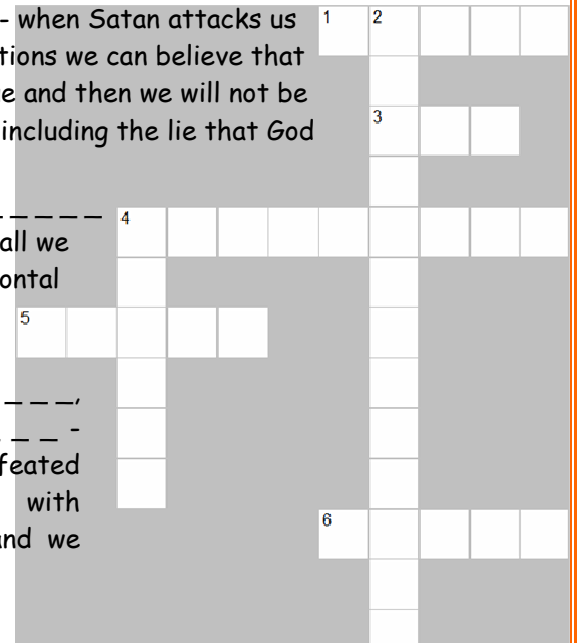 - when Satan attacks us
tions we can believe that
e and then we will not be
including the lie that God
_ _ _ _ _
all we
ontal
_ _ _,
_ _ _ -
feated
with
and we
1 2
3
4
5
6